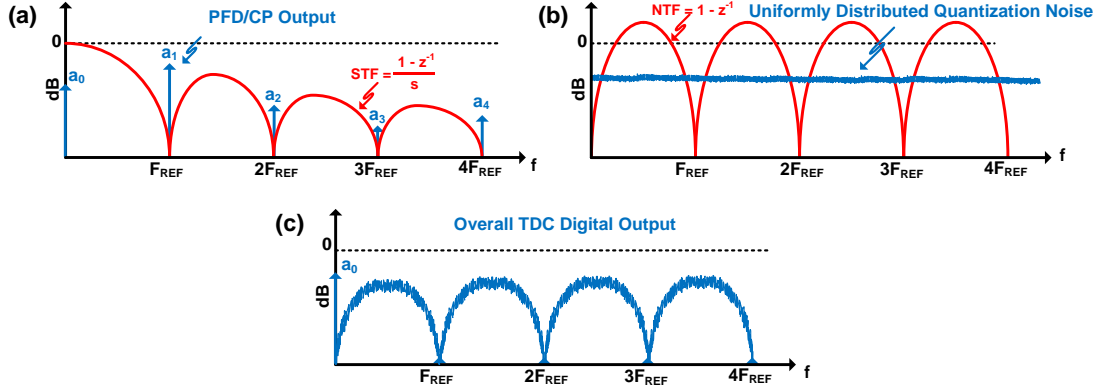 (a)
PFD/CP Output
0
dB
a0
a1
a2
a3
a4
STF = 1 - z-1 / s
FREF
2FREF
3FREF
4FREF
f
(b)
Uniformly Distributed Quantization Noise
NTF = 1 - z-1
0
dB
FREF
2FREF
3FREF
4FREF
f
(c)
Overall TDC Digital Output
0
dB
a0
FREF
2FREF
3FREF
4FREF
f